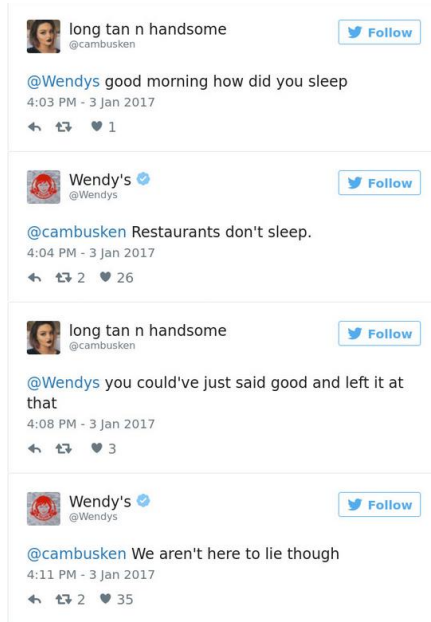 long tan n handsome
@cambusken
Follow
@Wendys good morning how did you sleep
4:03 PM - 3 Jan 2017
1
Wendy's
@Wendys
Follow
@cambusken Restaurants don't sleep.
4:04 PM - 3 Jan 2017
2 26
long tan n handsome
@cambusken
Follow
@Wendys you could've just said good and left it at
that
4:08 PM - 3 Jan 2017
3
Wendy's
@Wendys
Follow
@cambusken We aren't here to lie though
4:11 PM - 3 Jan 2017
2 35